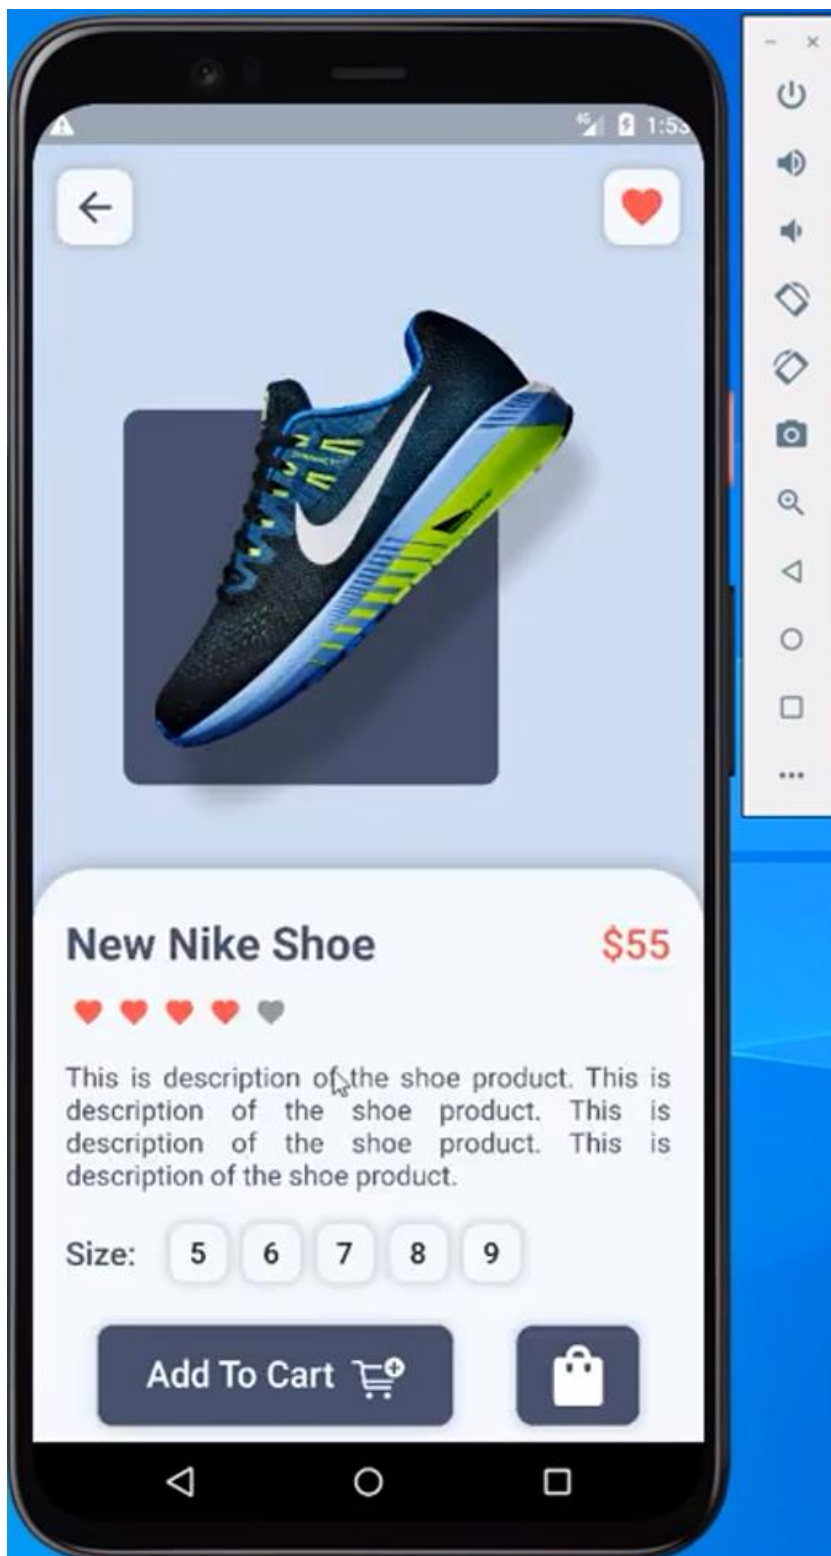 4G 1:53
New Nike Shoe $55
This is description of the shoe product. This is
description of the shoe product. This is
description of the shoe product. This is
description of the shoe product.
Size: 5 6 7 8 9
Add To Cart